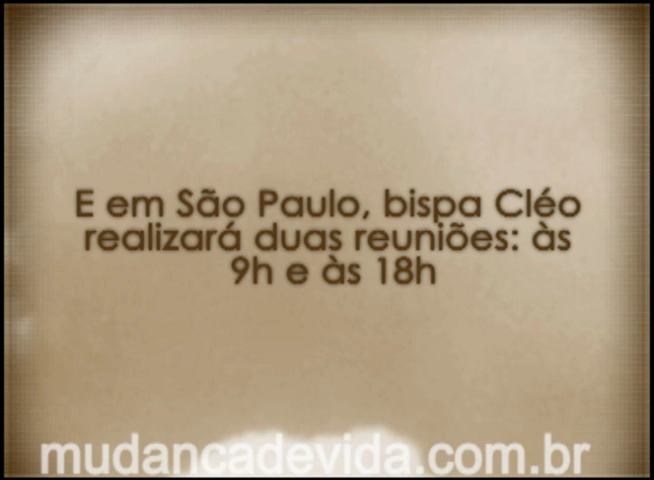 E em São Paulo, bispa Cléo
realizará duas reuniões: às
9h e às 18h
mudancadevida.com.br